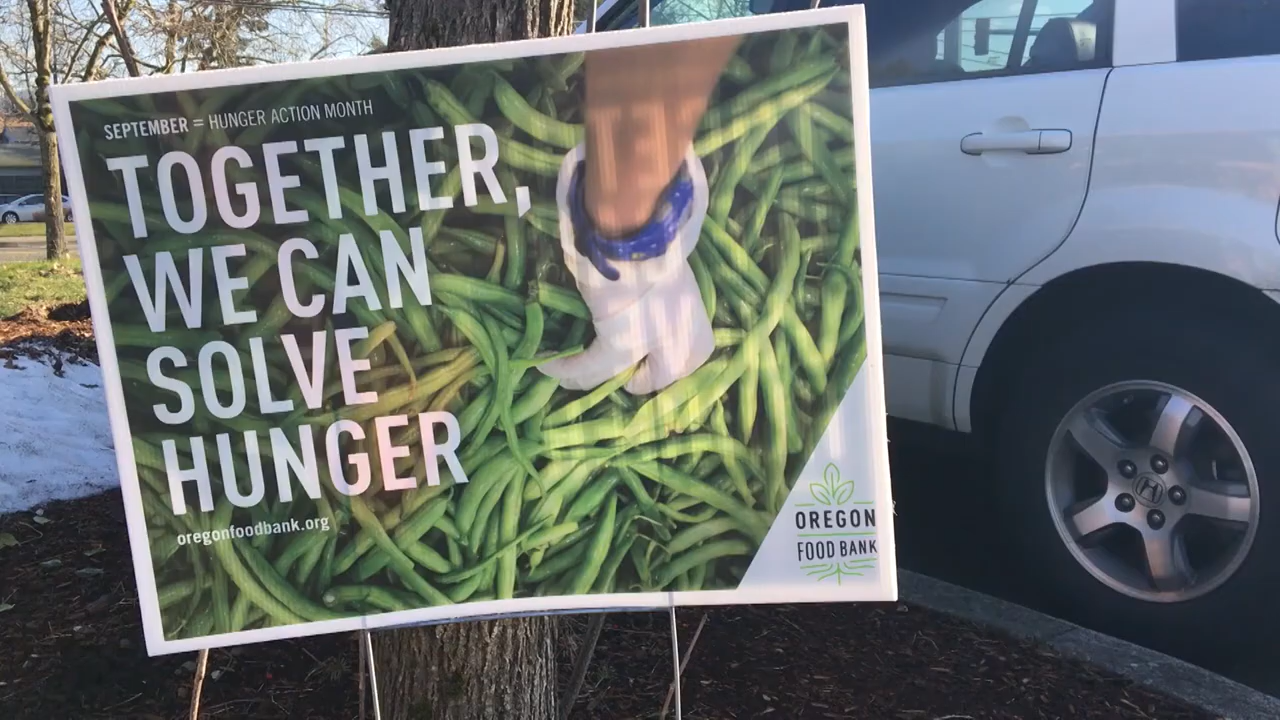 SEPTEMBER = HUNGER ACTION MONTH
TOGETHER,
WE CAN
SOLVE
HUNGER
oregonfoodbank.org
OREGON
FOOD BANK